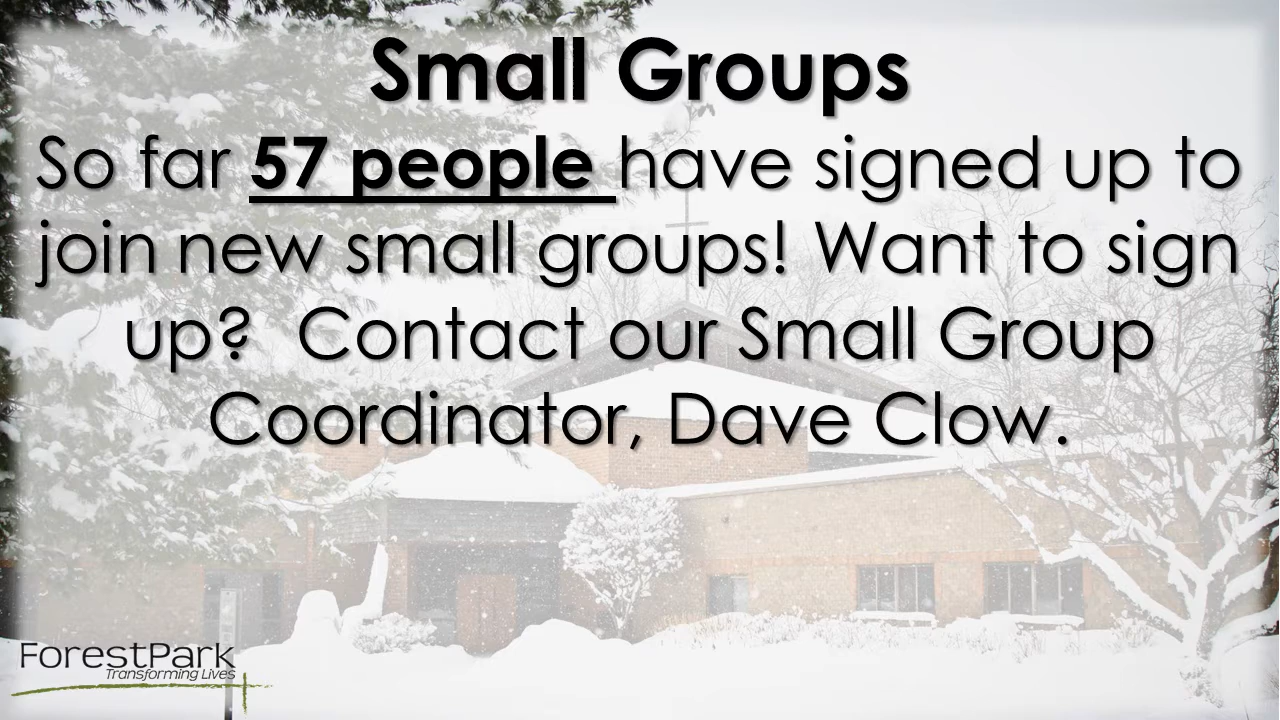 Small Groups
So far 57 people have signed up to
join new small groups! Want to sign
up?  Contact our Small Group
Coordinator, Dave Clow.
ForestPark
Transforming Lives